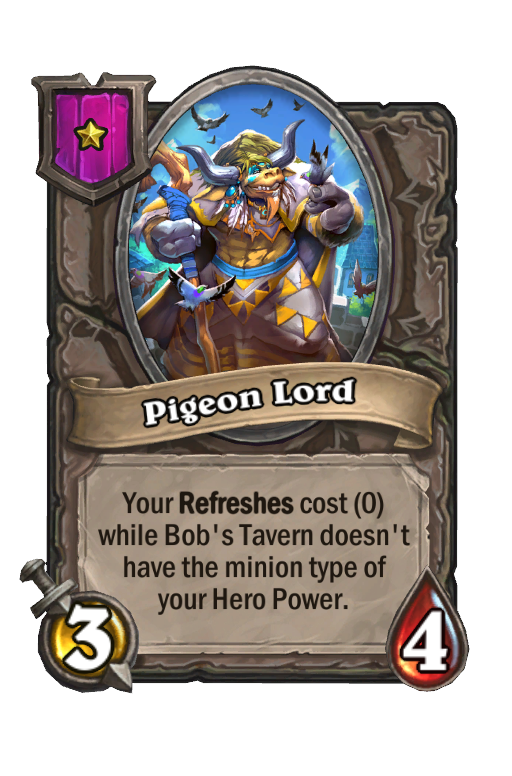 Pigeon Lord
Your Refreshes cost (0)
while Bob's Tavern doesn't
have the minion type of
your Hero Power.
3
4